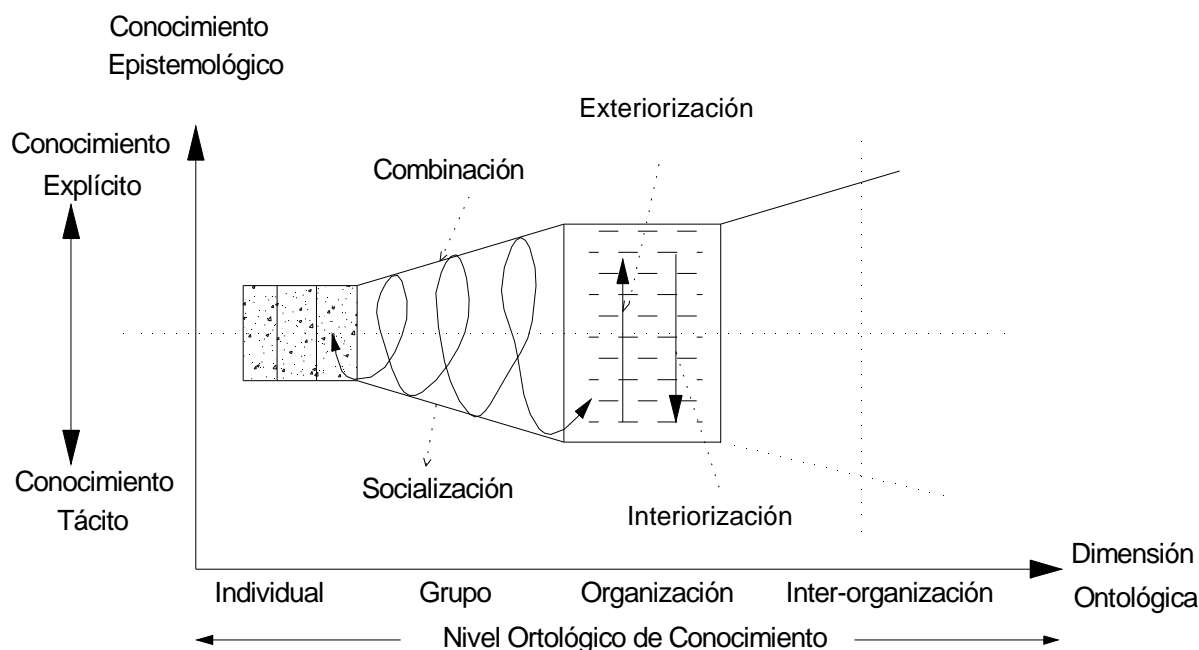 Conocimiento
Epistemológico
Exteriorización
Conocimiento
Explícito
Combinación
Conocimiento
Tácito
Socialización
Interiorización
Dimensión
Ontológica
Individual
Grupo
Organización
Inter-organización
Nivel Ortológico de Conocimiento